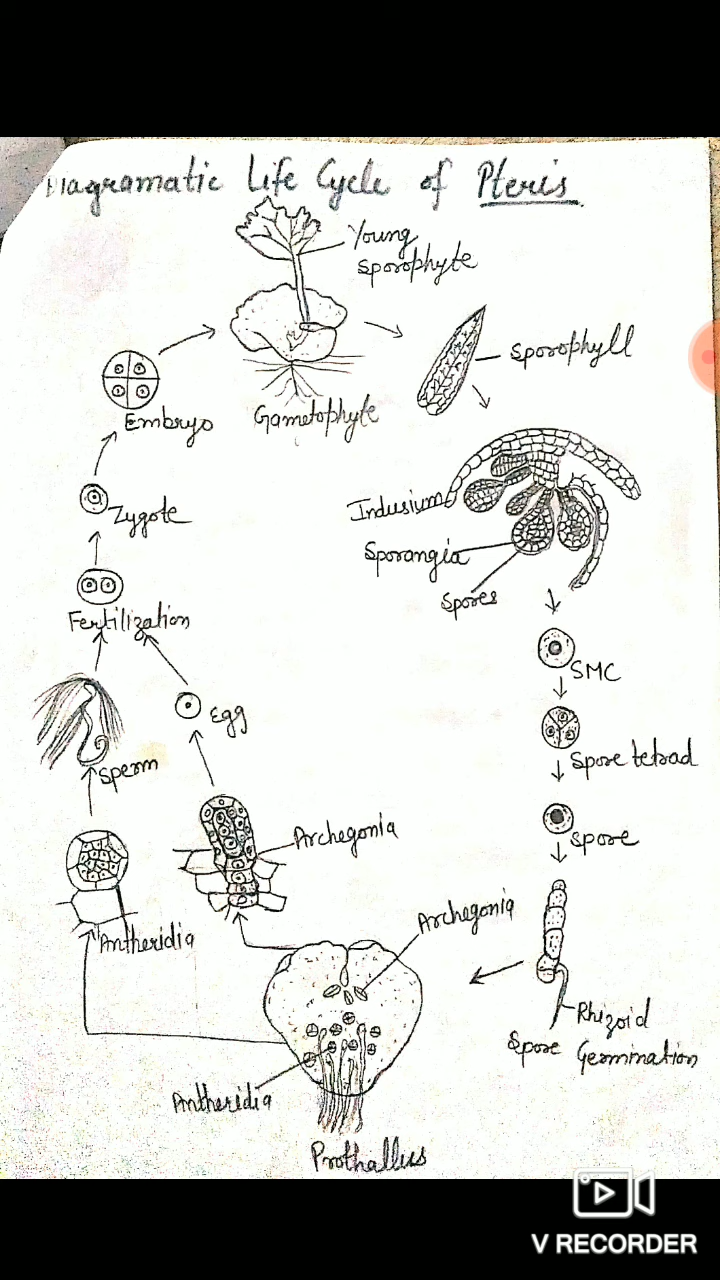 Diagramatic Life Cycle of Pteris
Young
Sporophyte
Sporophyll
Embryo
Gametophyte
Zygote
Indusium
Sporangia
Spores
Fertilization
SMC
Egg
Spore tetrad
Sperm
Spore
Archegonia
Archegonia
Antheridia
Rhizoid
Spore Germination
Antheridia
Prothallus
V RECORDER